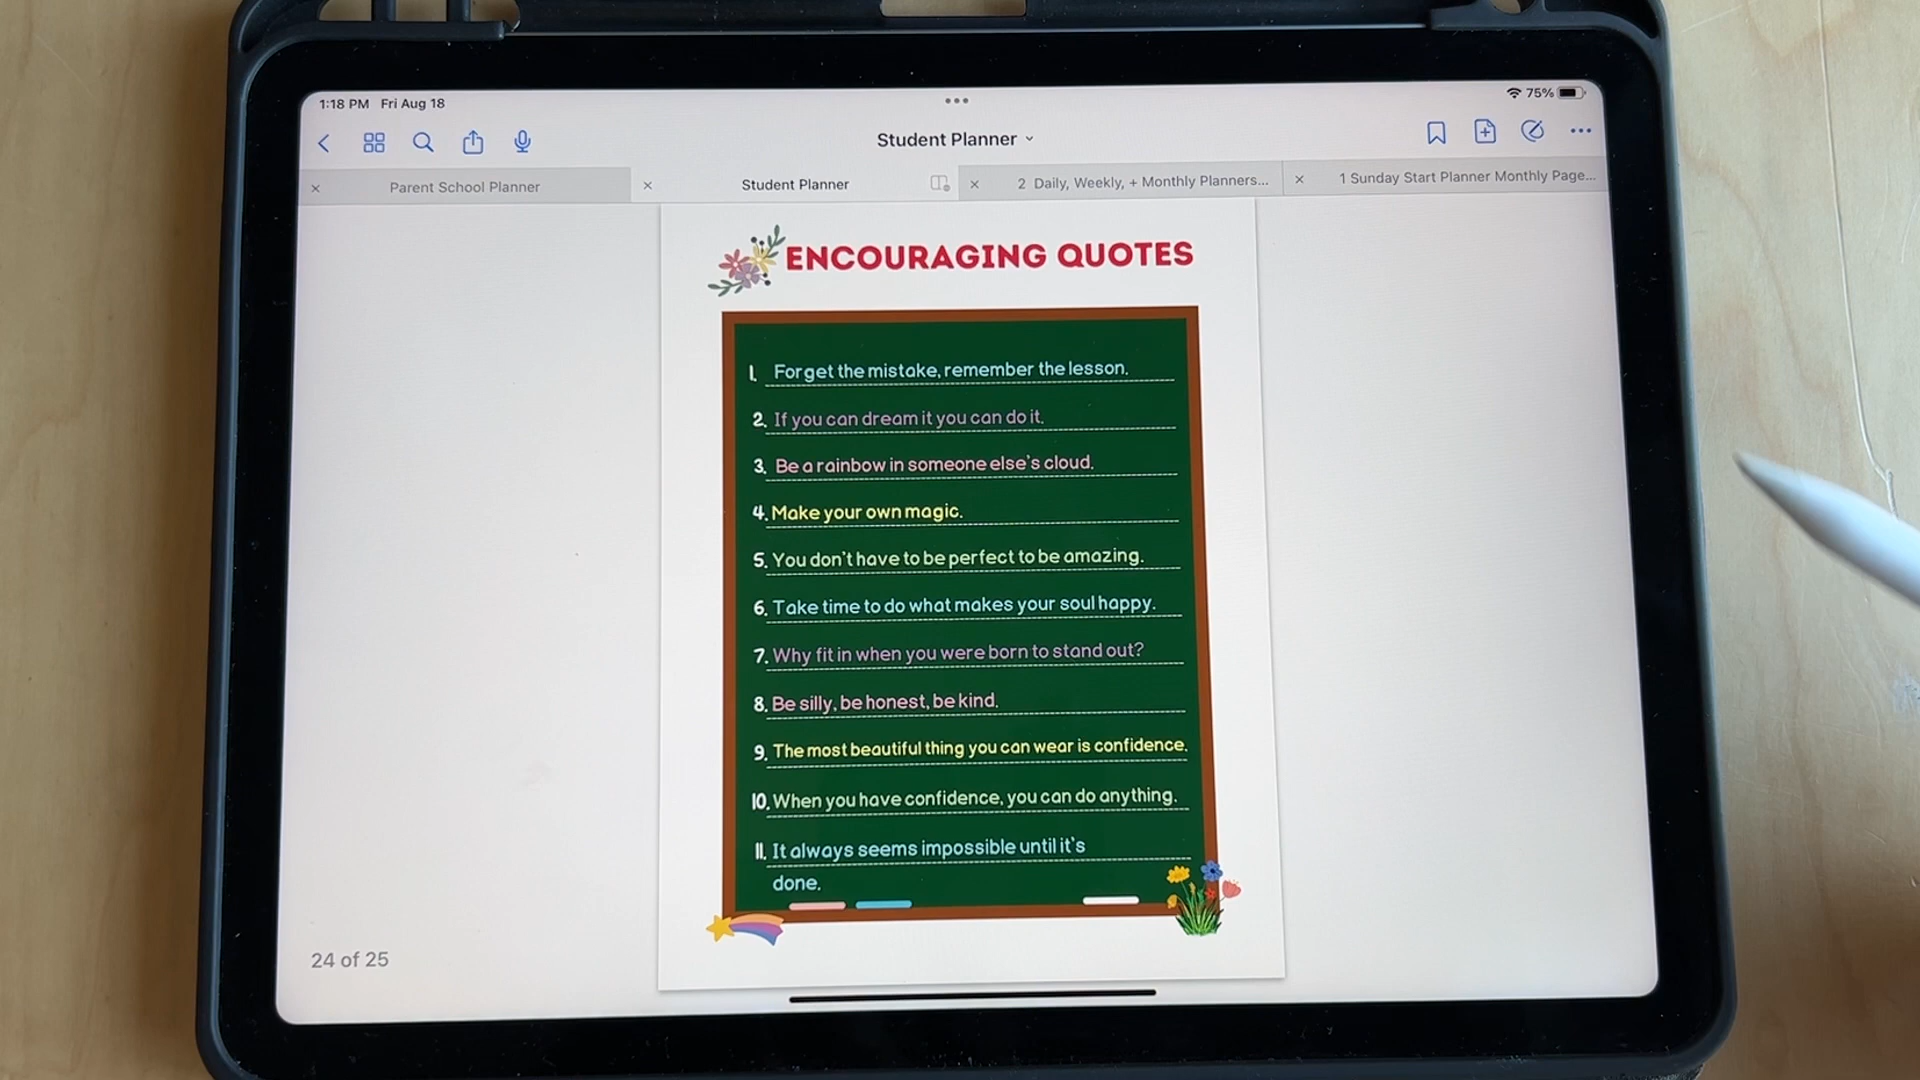 1:18 PM Fri Aug 18
75%
Student Planner
Parent School Planner
Student Planner
2 Daily, Weekly, + Monthly Planners...
1 Sunday Start Planner Monthly Page...
ENCOURAGING QUOTES
1. Forget the mistake, remember the lesson.
2. If you can dream it you can do it.
3. Be a rainbow in someone else's cloud.
4. Make your own magic.
5. You don't have to be perfect to be amazing.
6. Take time to do what makes your soul happy.
7. Why fit in when you were born to stand out?
8. Be silly, be honest, be kind.
9. The most beautiful thing you can wear is confidence.
10. When you have confidence, you can do anything.
11. It always seems impossible until it's
done.
24 of 25